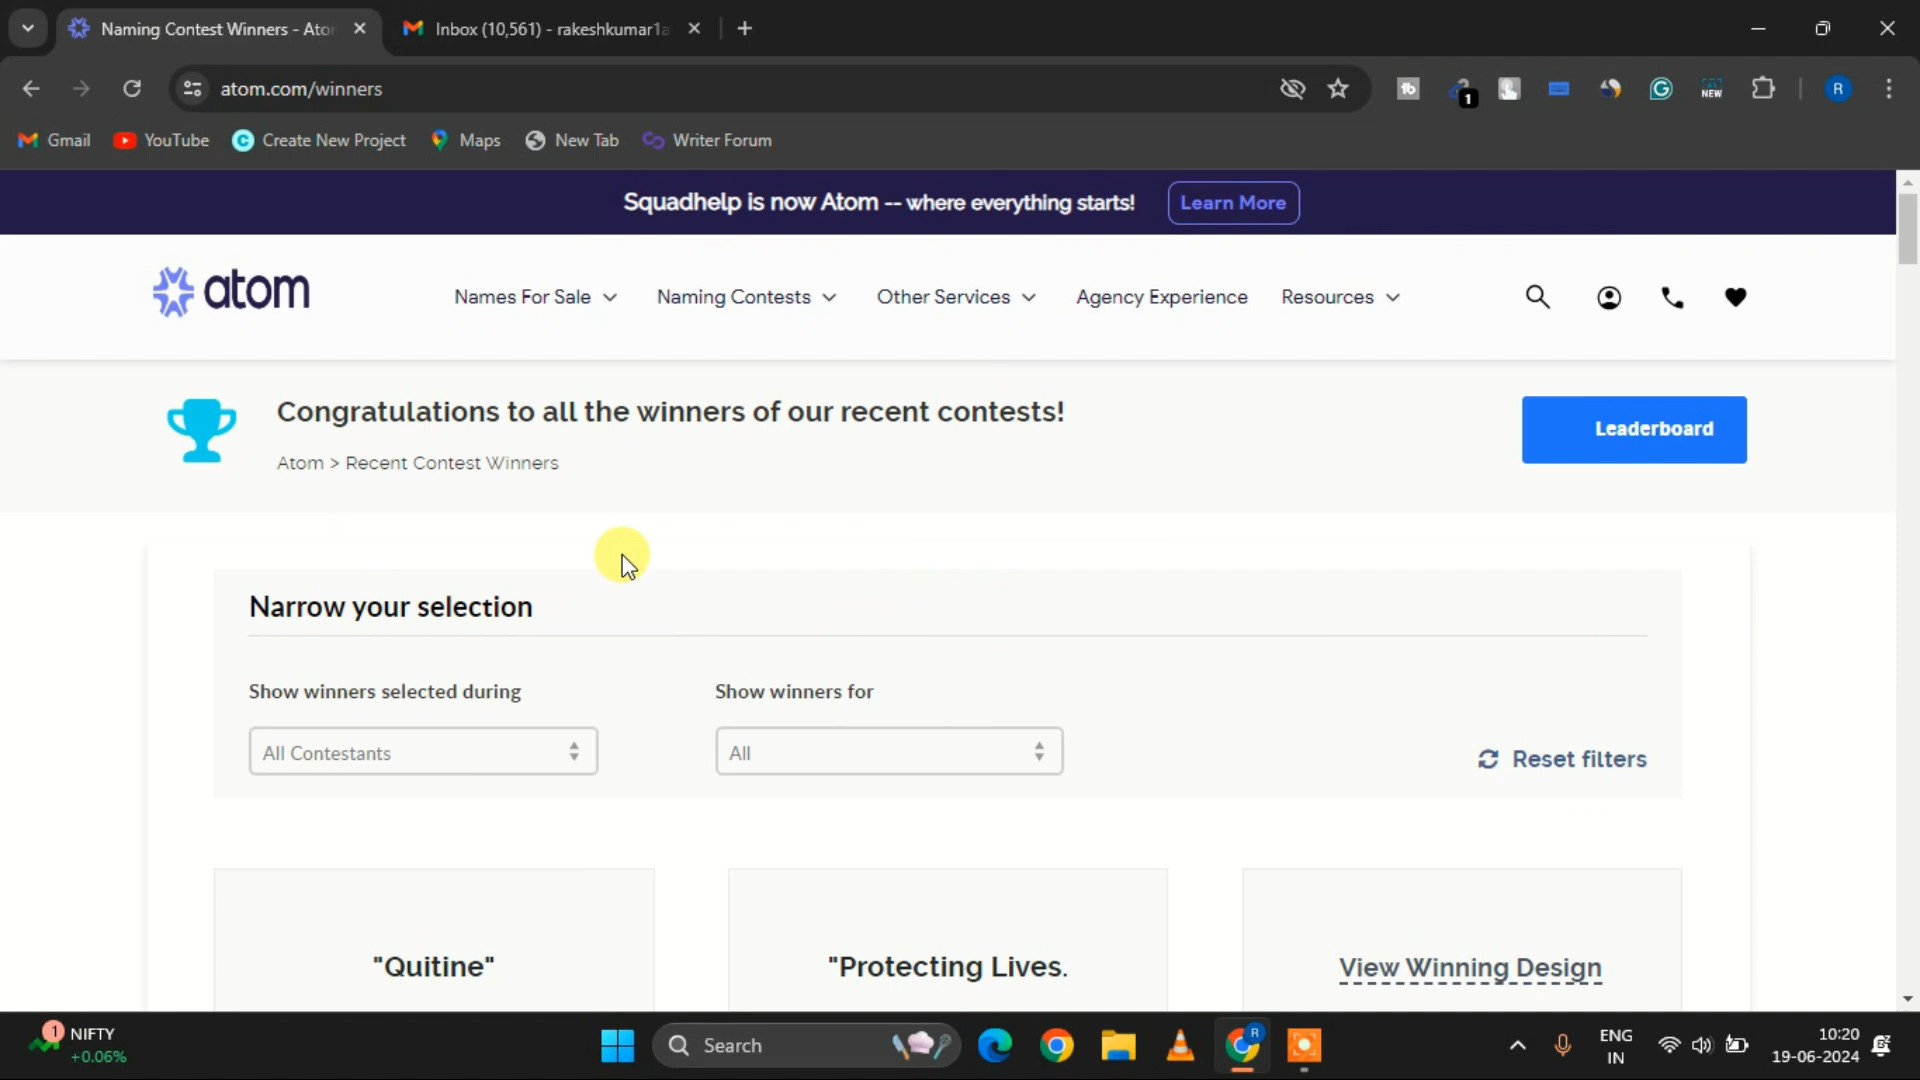 Naming Contest Winners - Ato
Inbox (10,561) - rakeshkumar1a
atom.com/winners
1
NEW
R
Gmail
YouTube
Create New Project
Maps
New Tab
Writer Forum
Squadhelp is now Atom -- where everything starts!
Learn More
atom
Names For Sale
Naming Contests
Other Services
Agency Experience
Resources
Congratulations to all the winners of our recent contests!
Atom > Recent Contest Winners
Leaderboard
Narrow your selection
Show winners selected during
Show winners for
All Contestants
All
Reset filters
"Quitine"
"Protecting Lives.
View Winning Design
1
NIFTY
+0.06%
Search
R
ENG
IN
10:20
19-06-2024